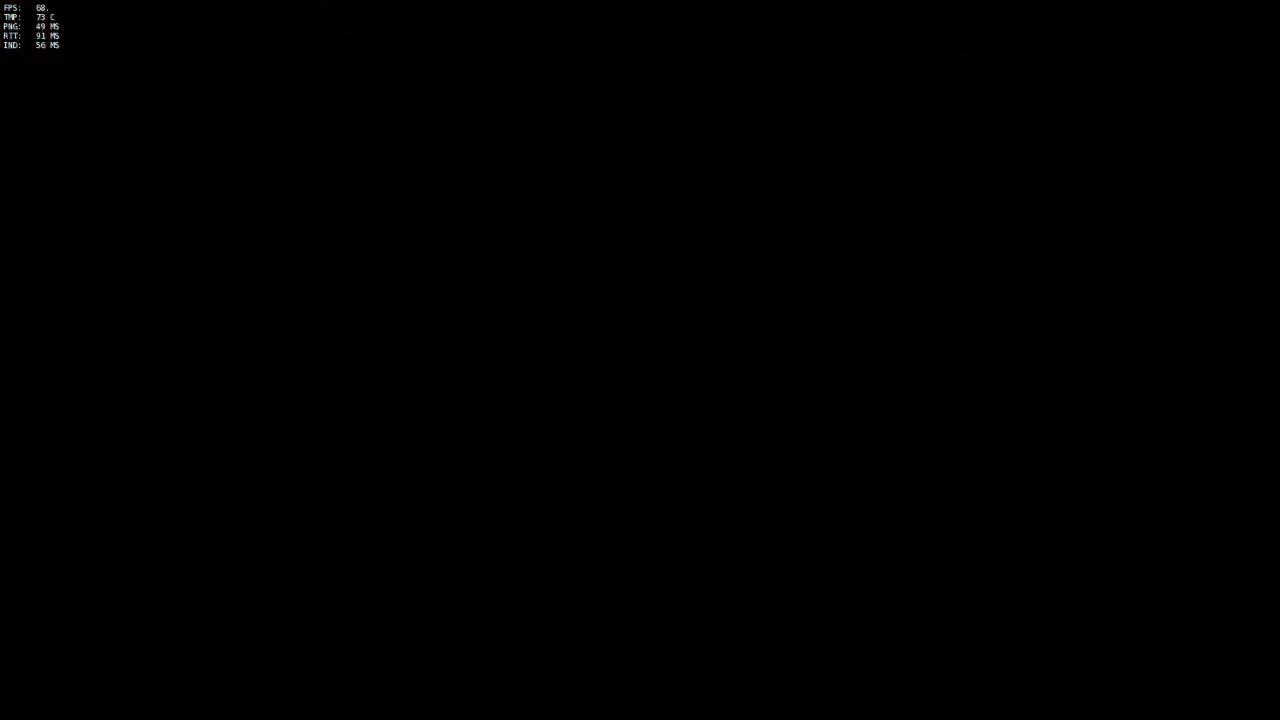 FPS: 68.
TMP: 73 C
PNG: 49 MS
RTT: 91 MS
IND: 56 MS